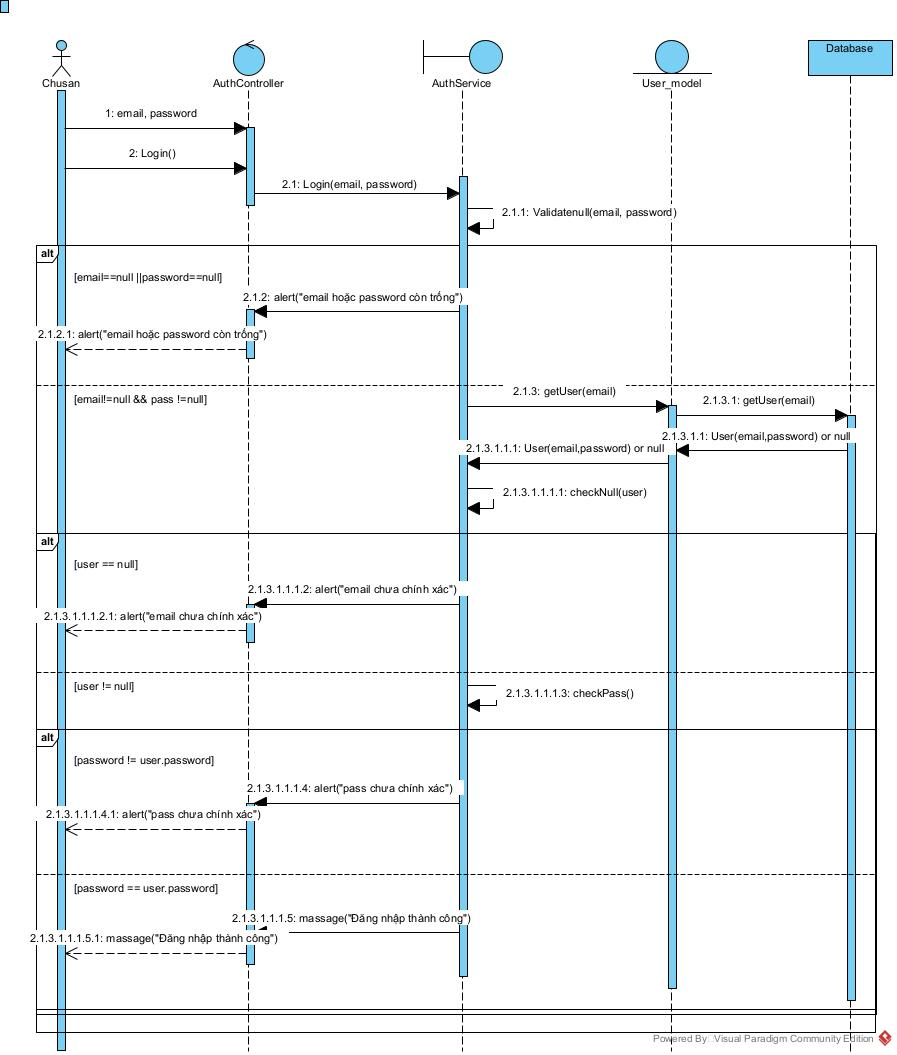 Chusan
AuthController
AuthService
User_model
Database
1: email, password
2: Login()
2.1: Login(email, password)
2.1.1: Validatenull(email, password)
alt
[email==null ||password==null]
2.1.2: alert("email hoặc password còn trống")
2.1.2.1: alert("email hoặc password còn trống")
[email!=null && pass !=null]
2.1.3: getUser(email)
2.1.3.1: getUser(email)
2.1.3.1.1: User(email,password) or null
2.1.3.1.1.1: User(email,password) or null
2.1.3.1.1.1.1: checkNull(user)
alt
[user == null]
2.1.3.1.1.1.2: alert("email chưa chính xác")
2.1.3.1.1.1.2.1: alert("email chưa chính xác")
[user != null]
2.1.3.1.1.1.3: checkPass()
alt
[password != user.password]
2.1.3.1.1.1.4: alert("pass chưa chính xác")
2.1.3.1.1.1.4.1: alert("pass chưa chính xác")
[password == user.password]
2.1.3.1.1.1.5: massage("Đăng nhập thành công")
2.1.3.1.1.1.5.1: massage("Đăng nhập thành công")
Powered By Visual Paradigm Community Edition